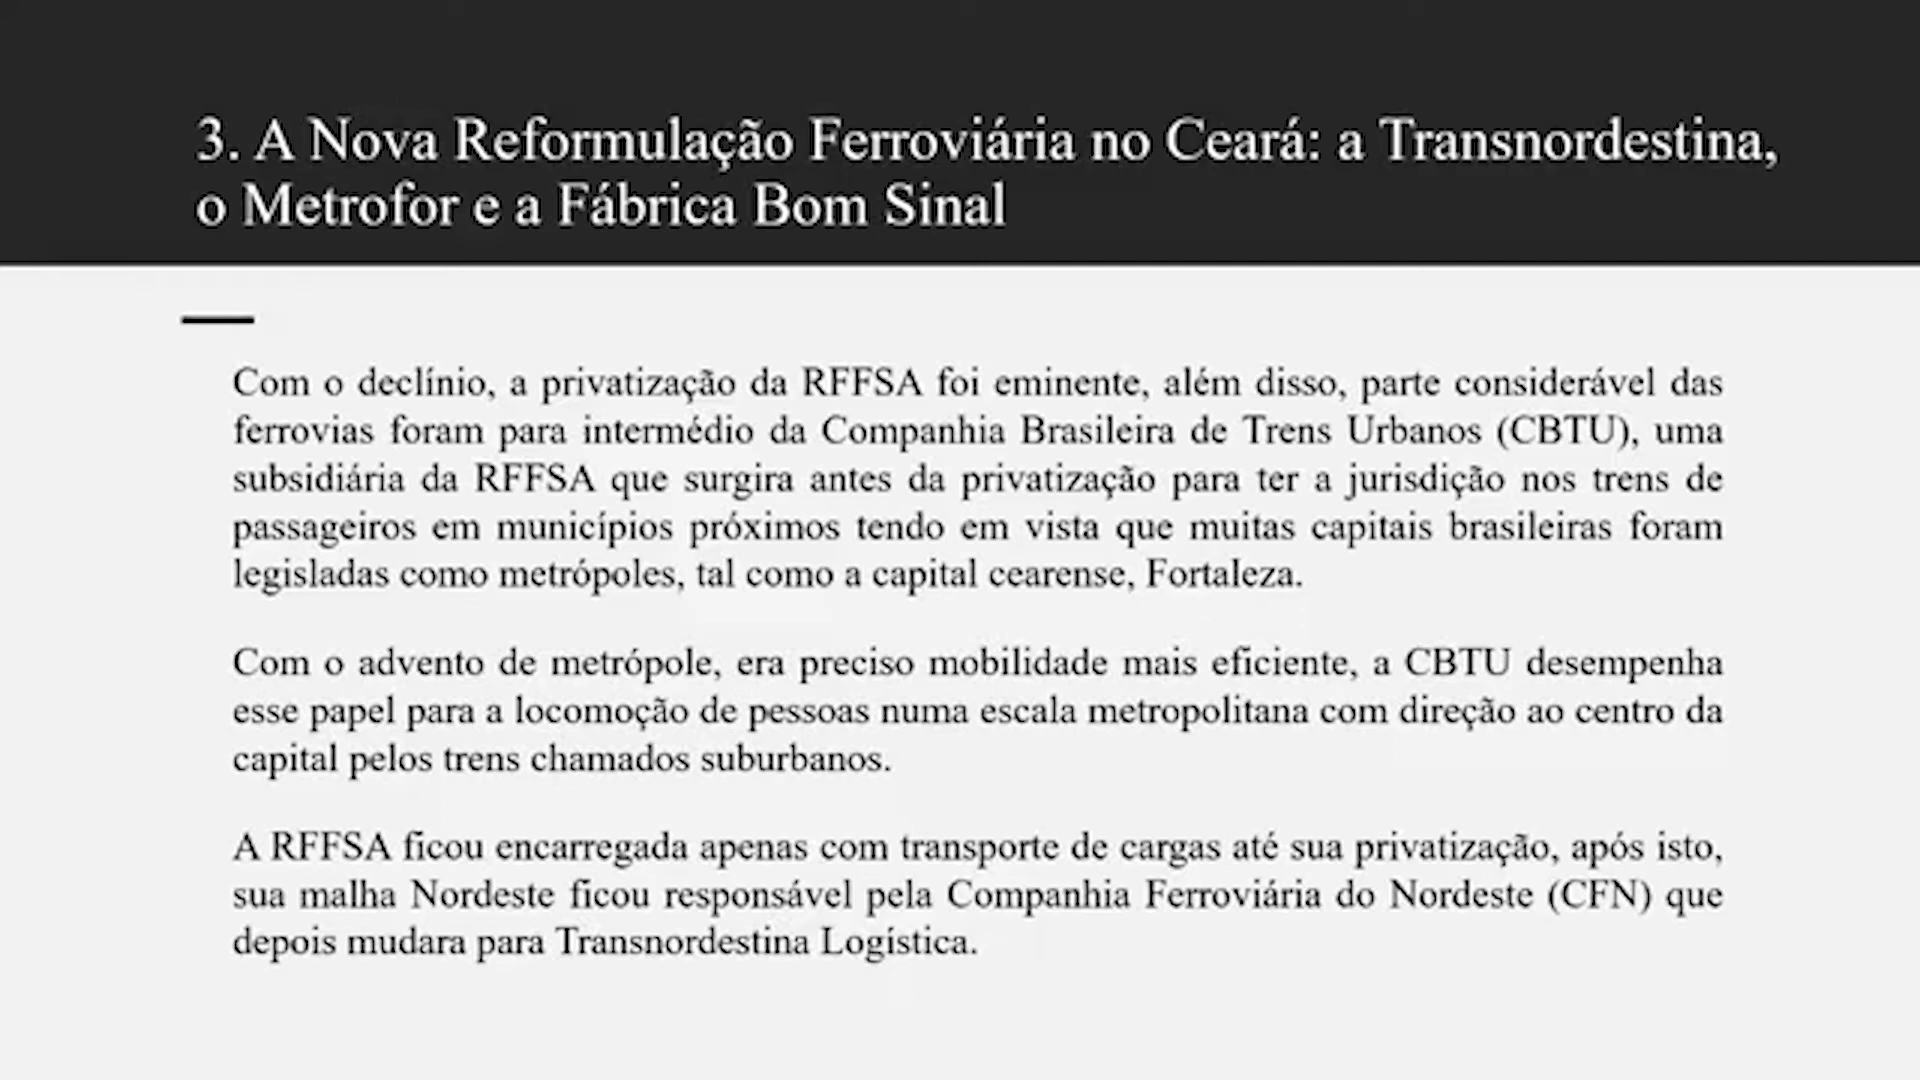 3. A Nova Reformulação Ferroviária no Ceará: a Transnordestina,
o Metrofor e a Fábrica Bom Sinal
Com o declínio, a privatização da RFFSA foi eminente, além disso, parte considerável das
ferrovias foram para intermédio da Companhia Brasileira de Trens Urbanos (CBTU), uma
subsidiária da RFFSA que surgira antes da privatização para ter a jurisdição nos trens de
passageiros em municípios próximos tendo em vista que muitas capitais brasileiras foram
legisladas como metrópoles, tal como a capital cearense, Fortaleza.
Com o advento de metrópole, era preciso mobilidade mais eficiente, a CBTU desempenha
esse papel para a locomoção de pessoas numa escala metropolitana com direção ao centro da
capital pelos trens chamados suburbanos.
A RFFSA ficou encarregada apenas com transporte de cargas até sua privatização, após isto,
sua malha Nordeste ficou responsável pela Companhia Ferroviária do Nordeste (CFN) que
depois mudara para Transnordestina Logística.